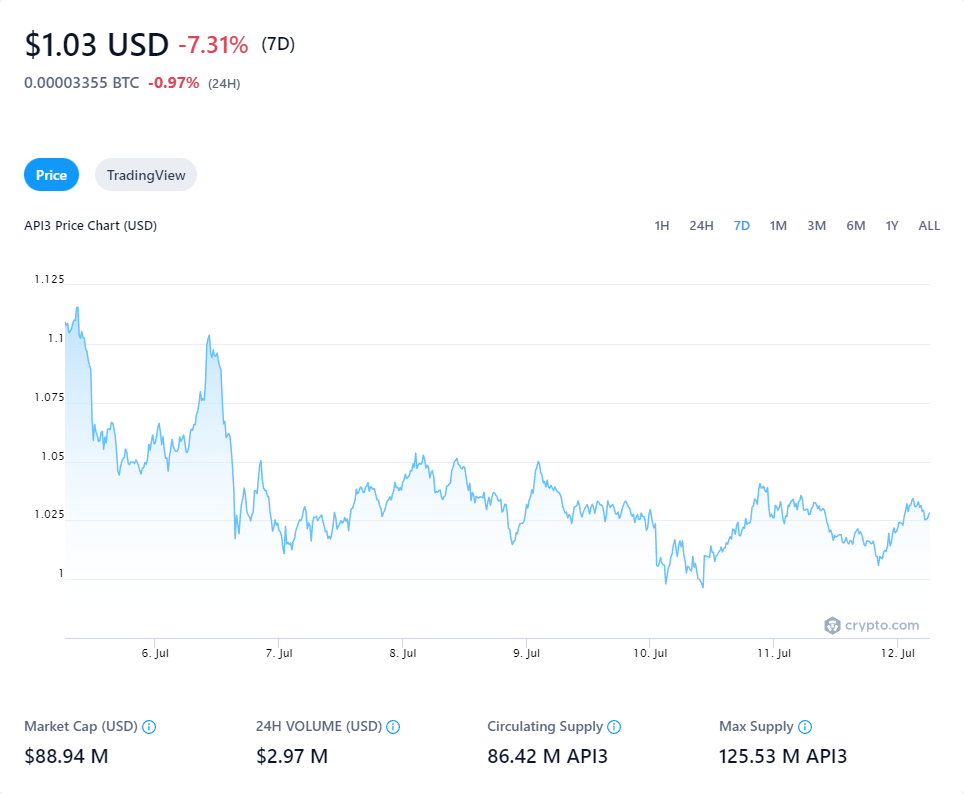 $1.03 USD -7.31% (7D)
0.00003355 BTC -0.97% (24H)
Price TradingView
API3 Price Chart (USD) 1H 24H 7D 1M 3M 6M 1Y ALL
1.125
1.1
1.075
1.05
1.025
1
crypto.com
6. Jul 7. Jul 8. Jul 9. Jul 10. Jul 11. Jul 12. Jul
Market Cap (USD) 24H VOLUME (USD) Circulating Supply Max Supply
$88.94 M $2.97 M 86.42 M API3 125.53 M API3